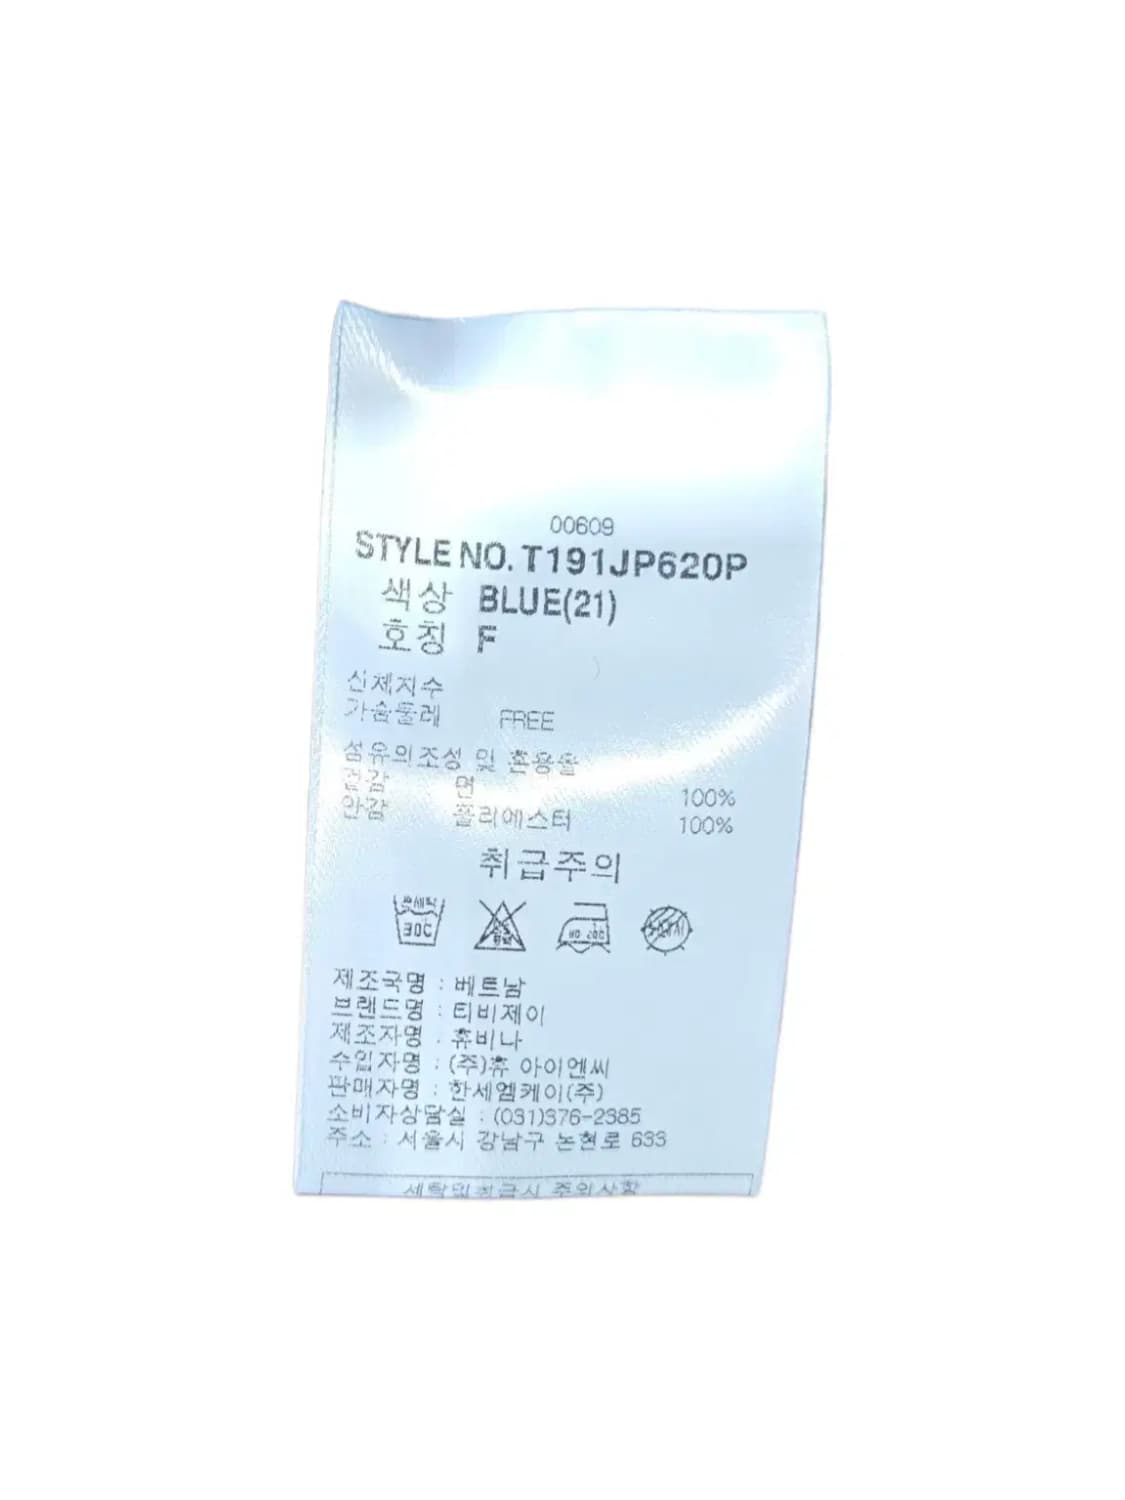 00609
STYLE NO. T191JP620P
색상 BLUE(21)
호칭 F
신체치수
가슴둘레 FREE
섬유의조성 및 혼용율
겉감 면 100%
안감 폴리에스터 100%
취급주의
손세탁
30C
제조국명 : 베트남
브랜드명 : 티비제이
제조자명 : 휴비나
수입자명 : (주)휴 아이엔씨
판매자명 : 한세엠케이(주)
소비자상담실 : (031)376-2385
주소 : 서울시 강남구 논현로 633
세탁및취급시 주의사항